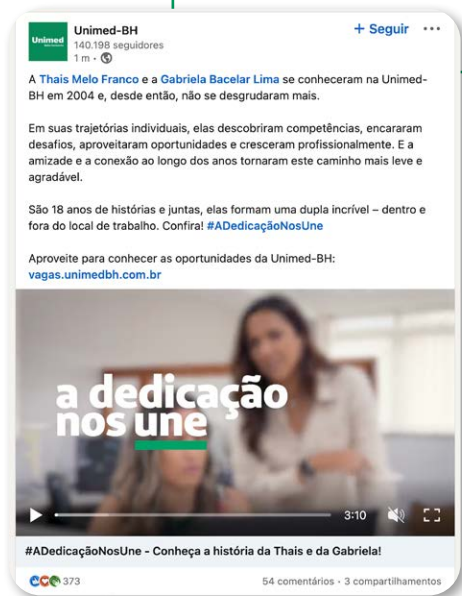 Unimed
Unimed-BH
+ Seguir ...
140.198 seguidores
1 m •
A Thais Melo Franco e a Gabriela Bacelar Lima se conheceram na Unimed-
BH em 2004 e, desde então, não se desgrudaram mais.
Em suas trajetórias individuais, elas descobriram competências, encararam
desafios, aproveitaram oportunidades e cresceram profissionalmente. E a
amizade e a conexão ao longo dos anos tornaram este caminho mais leve e
agradável.
São 18 anos de histórias e juntas, elas formam uma dupla incrível – dentro e
fora do local de trabalho. Confira! #ADedicaçãoNosUne
Aproveite para conhecer as oportunidades da Unimed-BH:
vagas.unimedbh.com.br
a dedicação
nos une
3:10
#ADedicaçãoNosUne - Conheça a história da Thais e da Gabriela!
373
54 comentários • 3 compartilhamentos